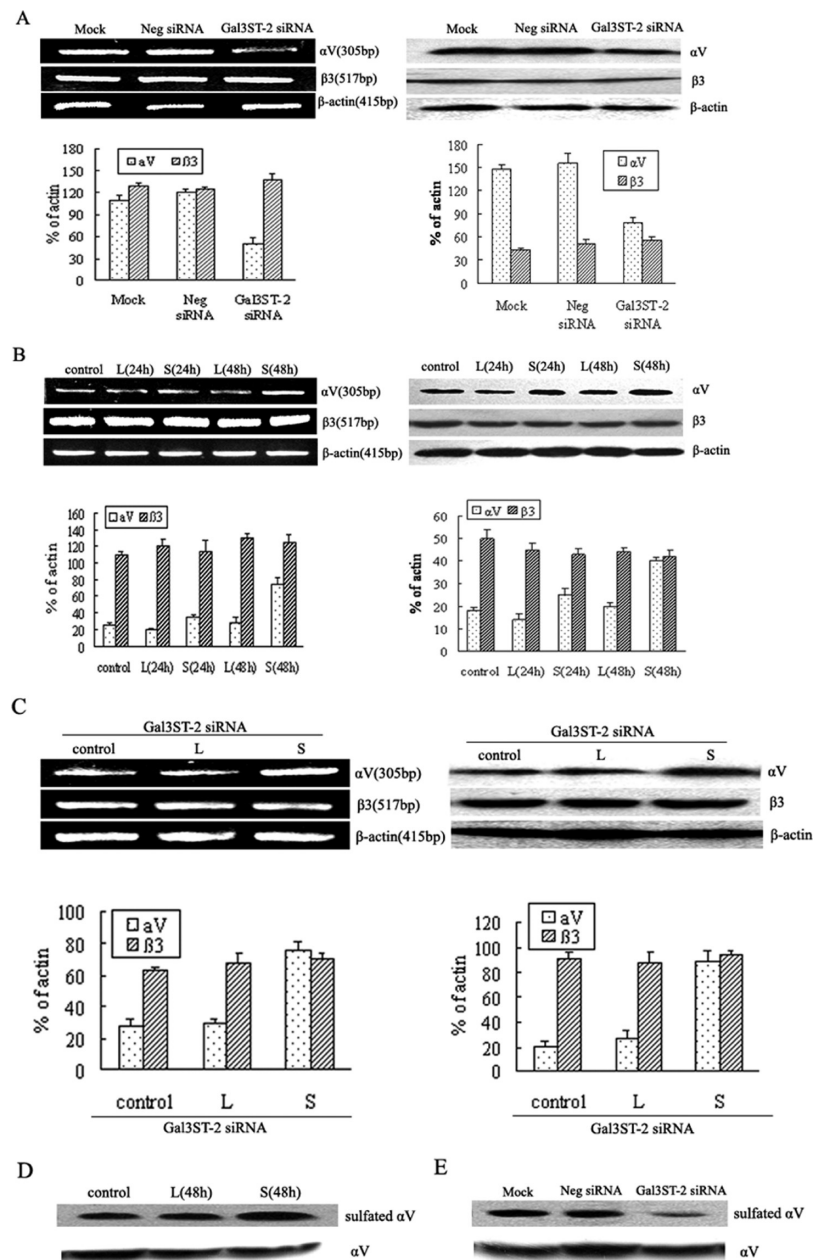 A
Mock Neg siRNA Gal3ST-2 siRNA
αV(305bp)
β3(517bp)
β-actin(415bp)
Mock Neg siRNA Gal3ST-2 siRNA
αV
β3
β-actin
% of actin
180
150
120
90
60
30
0
aV ß3
Mock Neg siRNA Gal3ST-2 siRNA
% of actin
180
150
120
90
60
30
0
αV
β3
Mock Neg siRNA Gal3ST-2 siRNA
B
control L(24h) S(24h) L(48h) S(48h)
αV(305bp)
β3(517bp)
β-actin(415bp)
control L(24h) S(24h) L(48h) S(48h)
αV
β3
β-actin
% of actin
160
140
120
100
80
60
40
20
0
aV ß3
control L(24h) S(24h) L(48h) S(48h)
% of actin
60
50
40
30
20
10
0
αV β3
control L(24h) S(24h) L(48h) S(48h)
C
Gal3ST-2 siRNA
control L S
αV(305bp)
β3(517bp)
β-actin(415bp)
Gal3ST-2 siRNA
control L S
αV
β3
β-actin
% of actin
100
80
60
40
20
0
aV
ß3
control L S
Gal3ST-2 siRNA
% of actin
120
100
80
60
40
20
0
aV
ß3
control L S
Gal3ST-2 siRNA
D
control L(48h) S(48h)
sulfated αV
αV
E
Mock Neg siRNA Gal3ST-2 siRNA
sulfated αV
αV